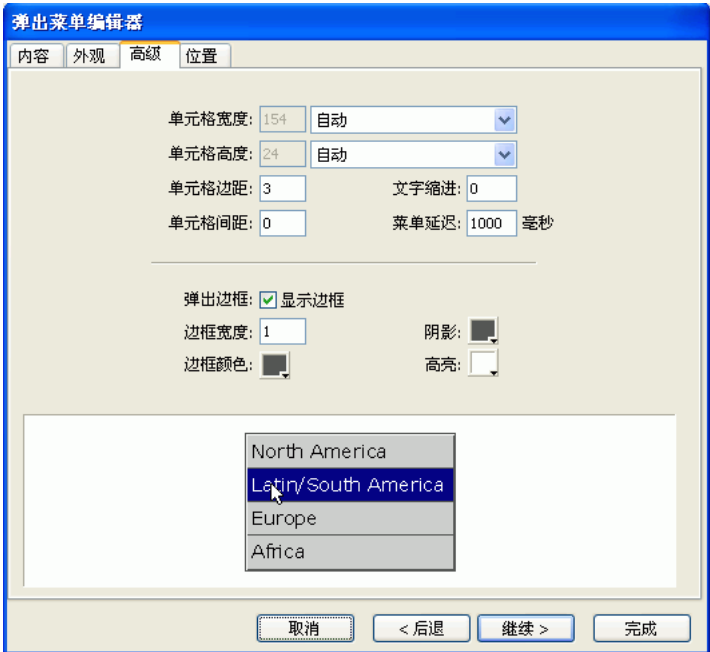 弹出菜单编辑器
内容 外观 高级 位置
单元格宽度: 154 自动
单元格高度: 24 自动
单元格边距: 3 文字缩进: 0
单元格间距: 0 菜单延迟: 1000 毫秒
弹出边框: 显示边框
边框宽度: 1 阴影:
边框颜色: 高亮:
North America
Latin/South America
Europe
Africa
取消 < 后退 继续 > 完成